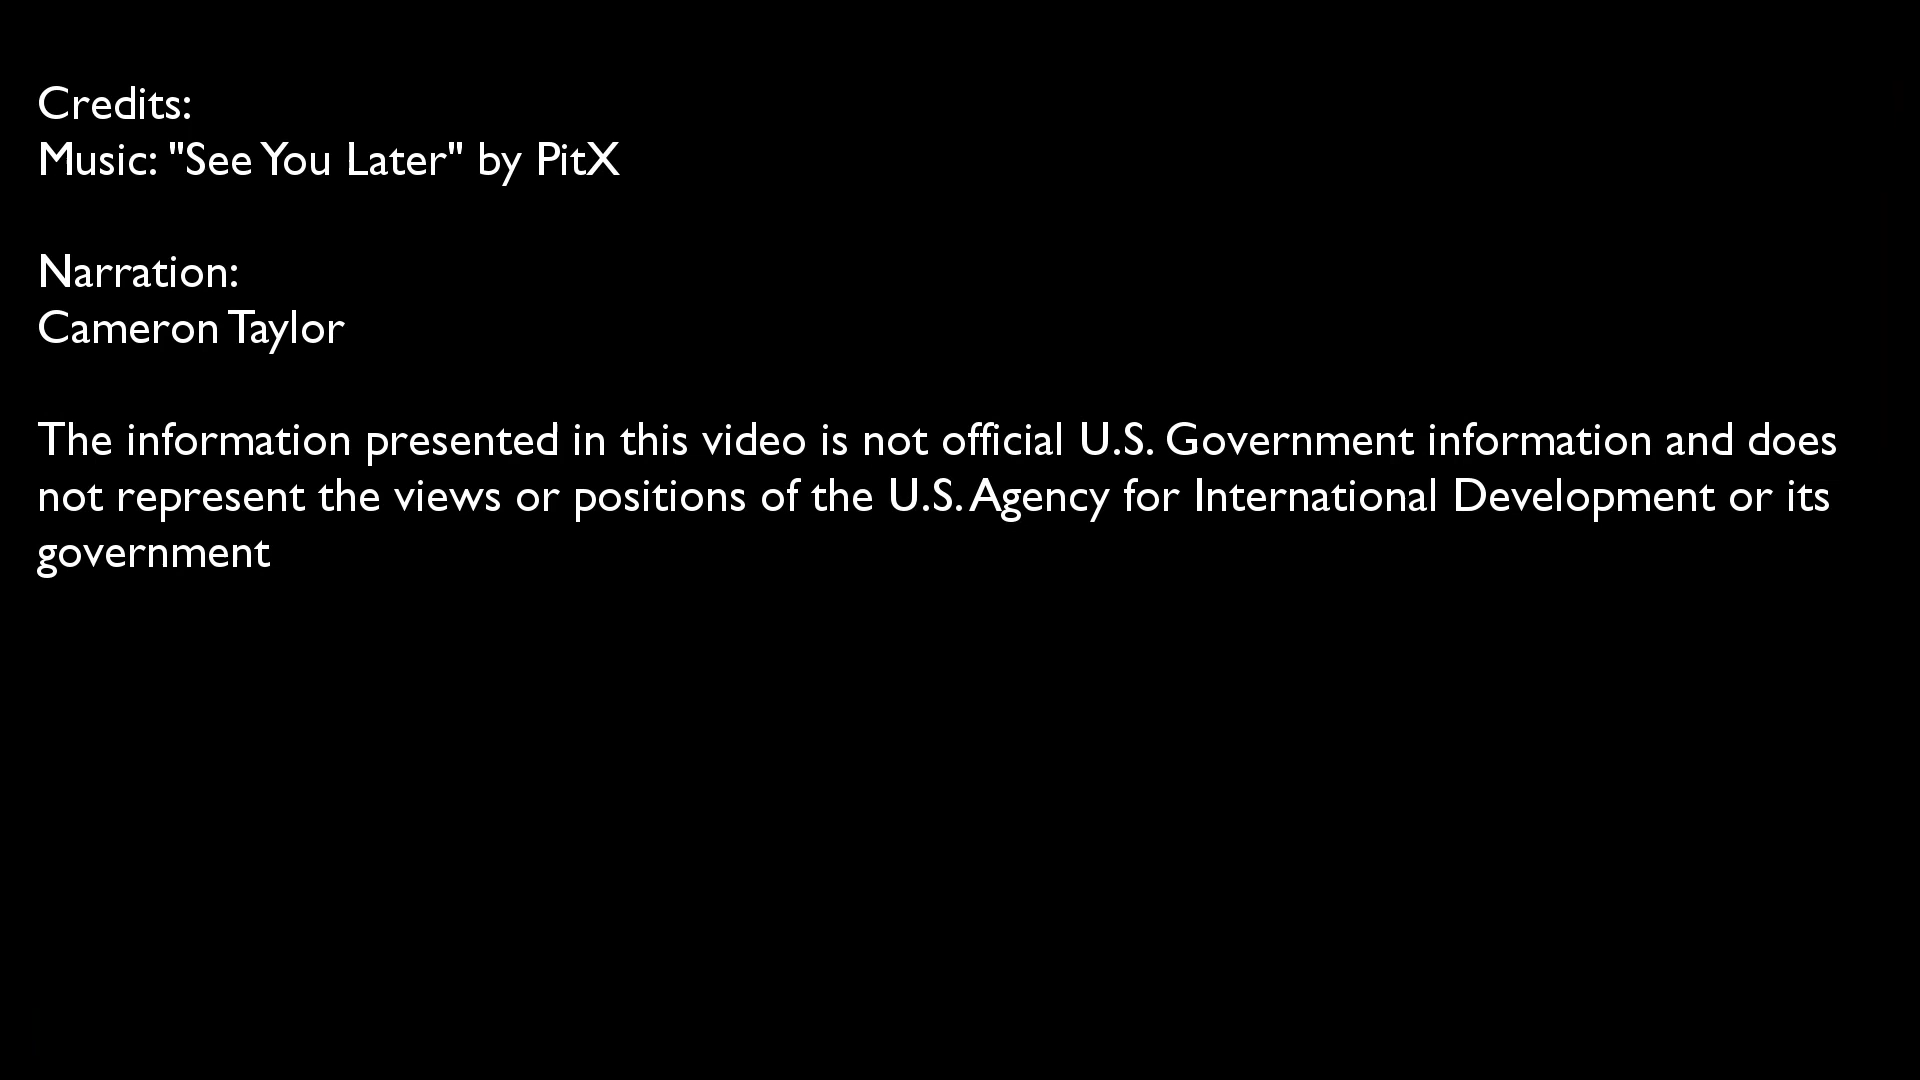 Credits:
Music: "See You Later" by PitX
Narration:
Cameron Taylor
The information presented in this video is not official U.S. Government information and does
not represent the views or positions of the U.S. Agency for International Development or its
government